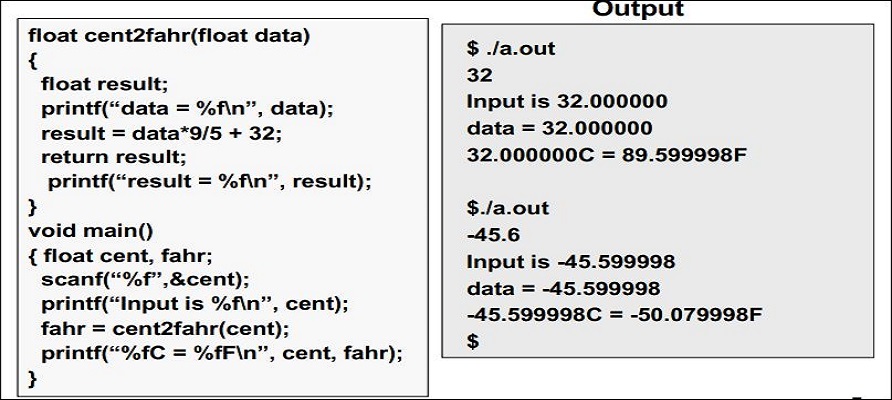 Output
float cent2fahr(float data)
{
float result;
printf(“data = %f\n”, data);
result = data*9/5 + 32;
return result;
printf(“result = %f\n”, result);
}
void main()
{ float cent, fahr;
scanf(“%f”,&cent);
printf(“Input is %f\n”, cent);
fahr = cent2fahr(cent);
printf(“%fC = %fF\n”, cent, fahr);
}
$ ./a.out
32
Input is 32.000000
data = 32.000000
32.000000C = 89.599998F
$./a.out
-45.6
Input is -45.599998
data = -45.599998
-45.599998C = -50.079998F
$